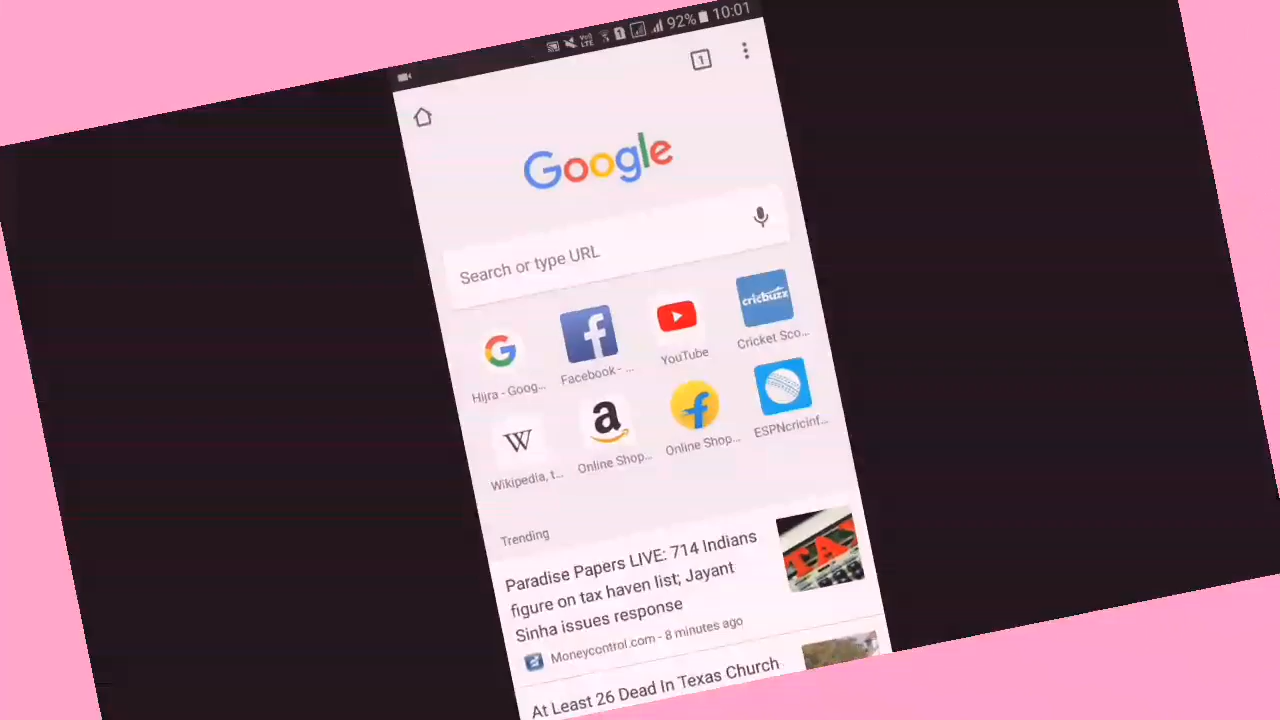 92% 10:01
1
Google
Search or type URL
cricbuzz
Hijra - Goog...
Facebook - ...
YouTube
Cricket Sco...
W
a
Wikipedia, t...
Online Shop...
Online Shop...
ESPNcricinf...
Trending
Paradise Papers LIVE: 714 Indians
figure on tax haven list; Jayant
Sinha issues response
TAX
Moneycontrol.com - 8 minutes ago
At Least 26 Dead In Texas Church